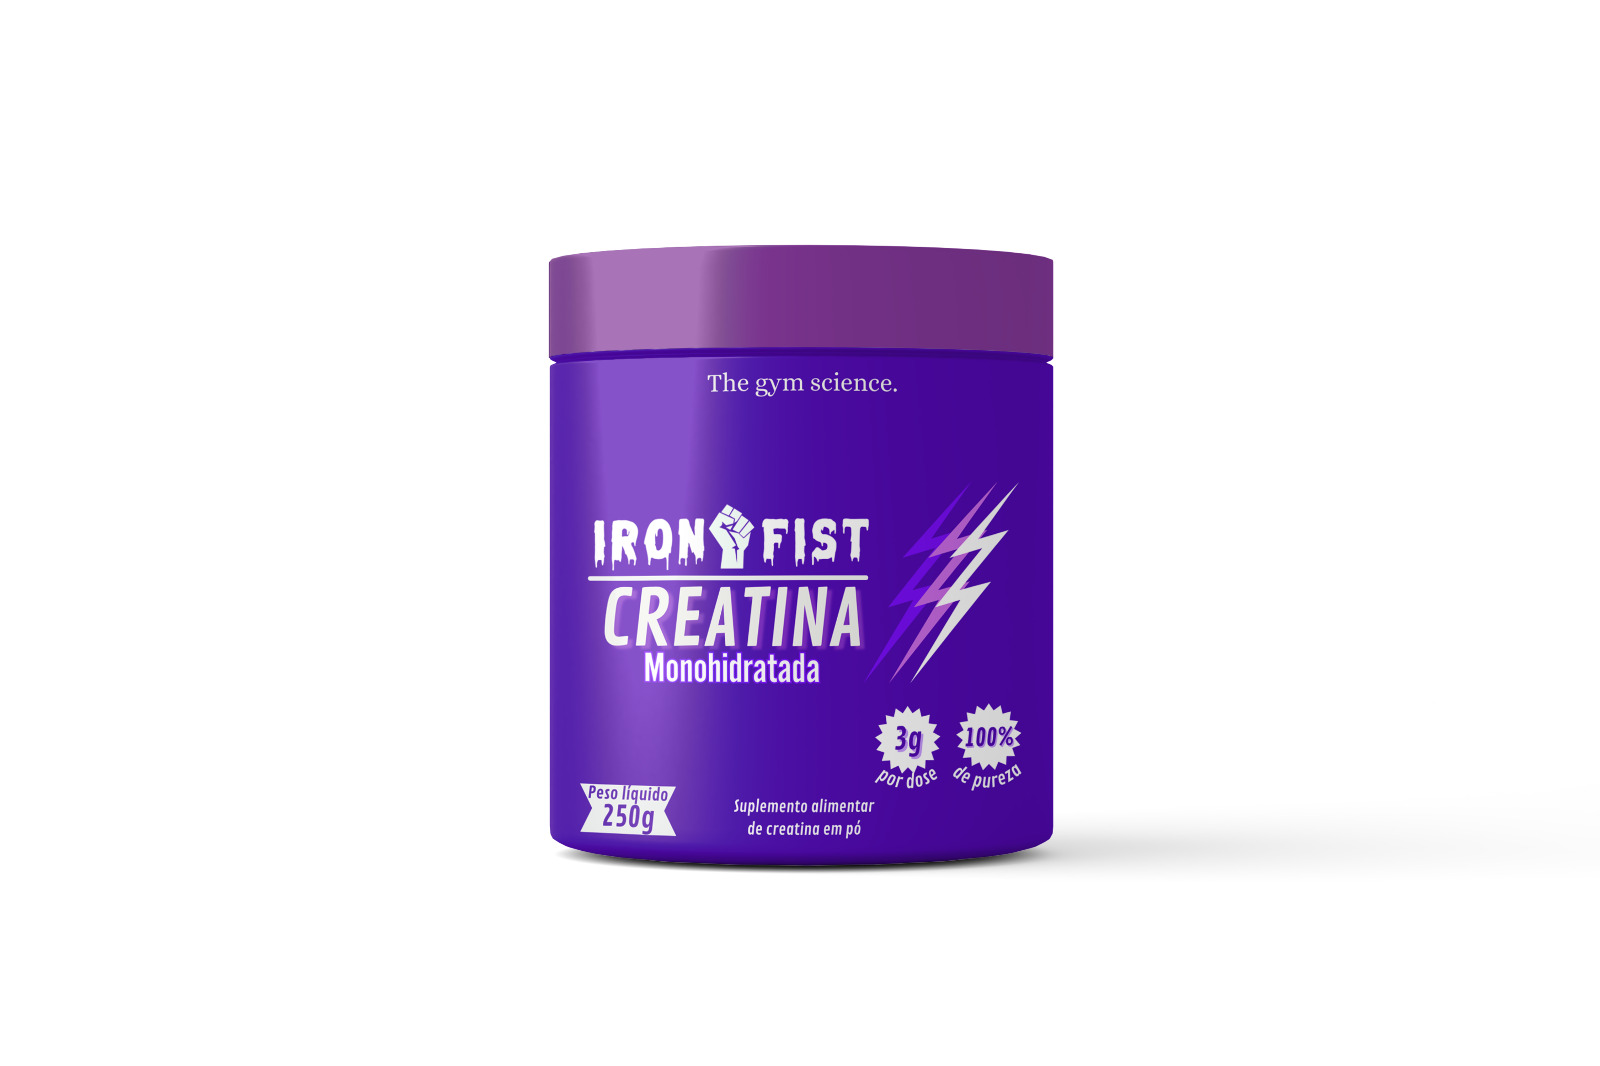 The gym science.
IRON FIST
CREATINA
Monohidratada
3g
por dose
100%
de pureza
Peso líquido
250g
Suplemento alimentar
de creatina em pó